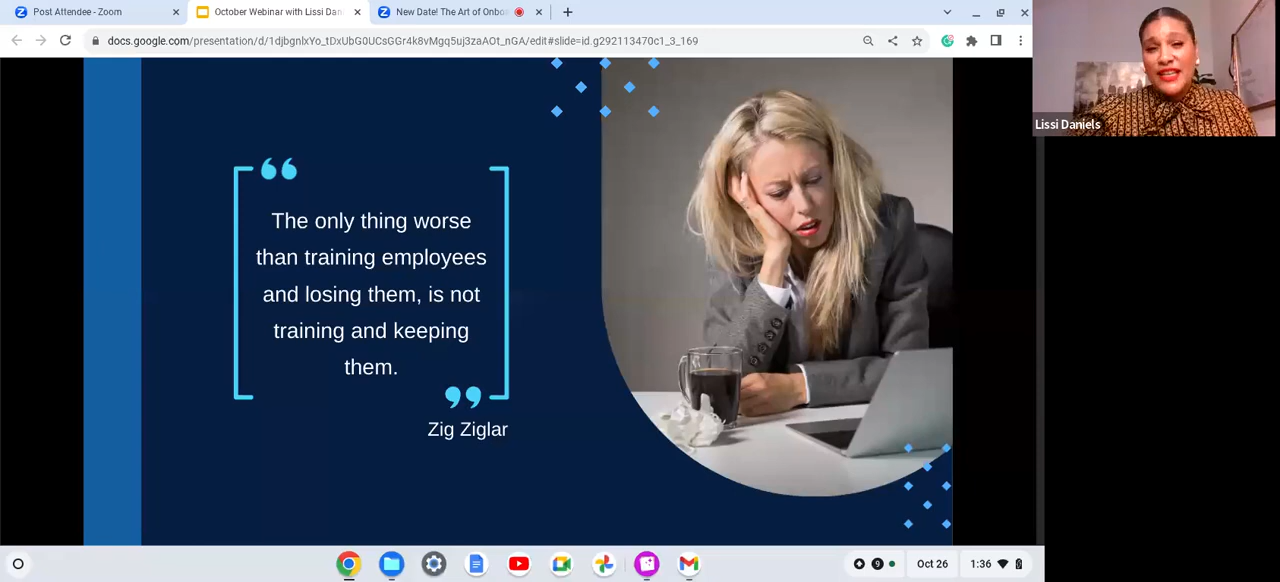 Post Attendee - Zoom
October Webinar with Lissi Dani
New Date! The Art of Onbo
docs.google.com/presentation/d/1djbgnlxYo_tDxUbG0UCsGGr4k8vMgq5uj3zaAOt_nGA/edit#slide=id.g292113470c1_3_169
Lissi Daniels
“
The only thing worse
than training employees
and losing them, is not
training and keeping
them.
”
Zig Ziglar
9
Oct 26
1:36